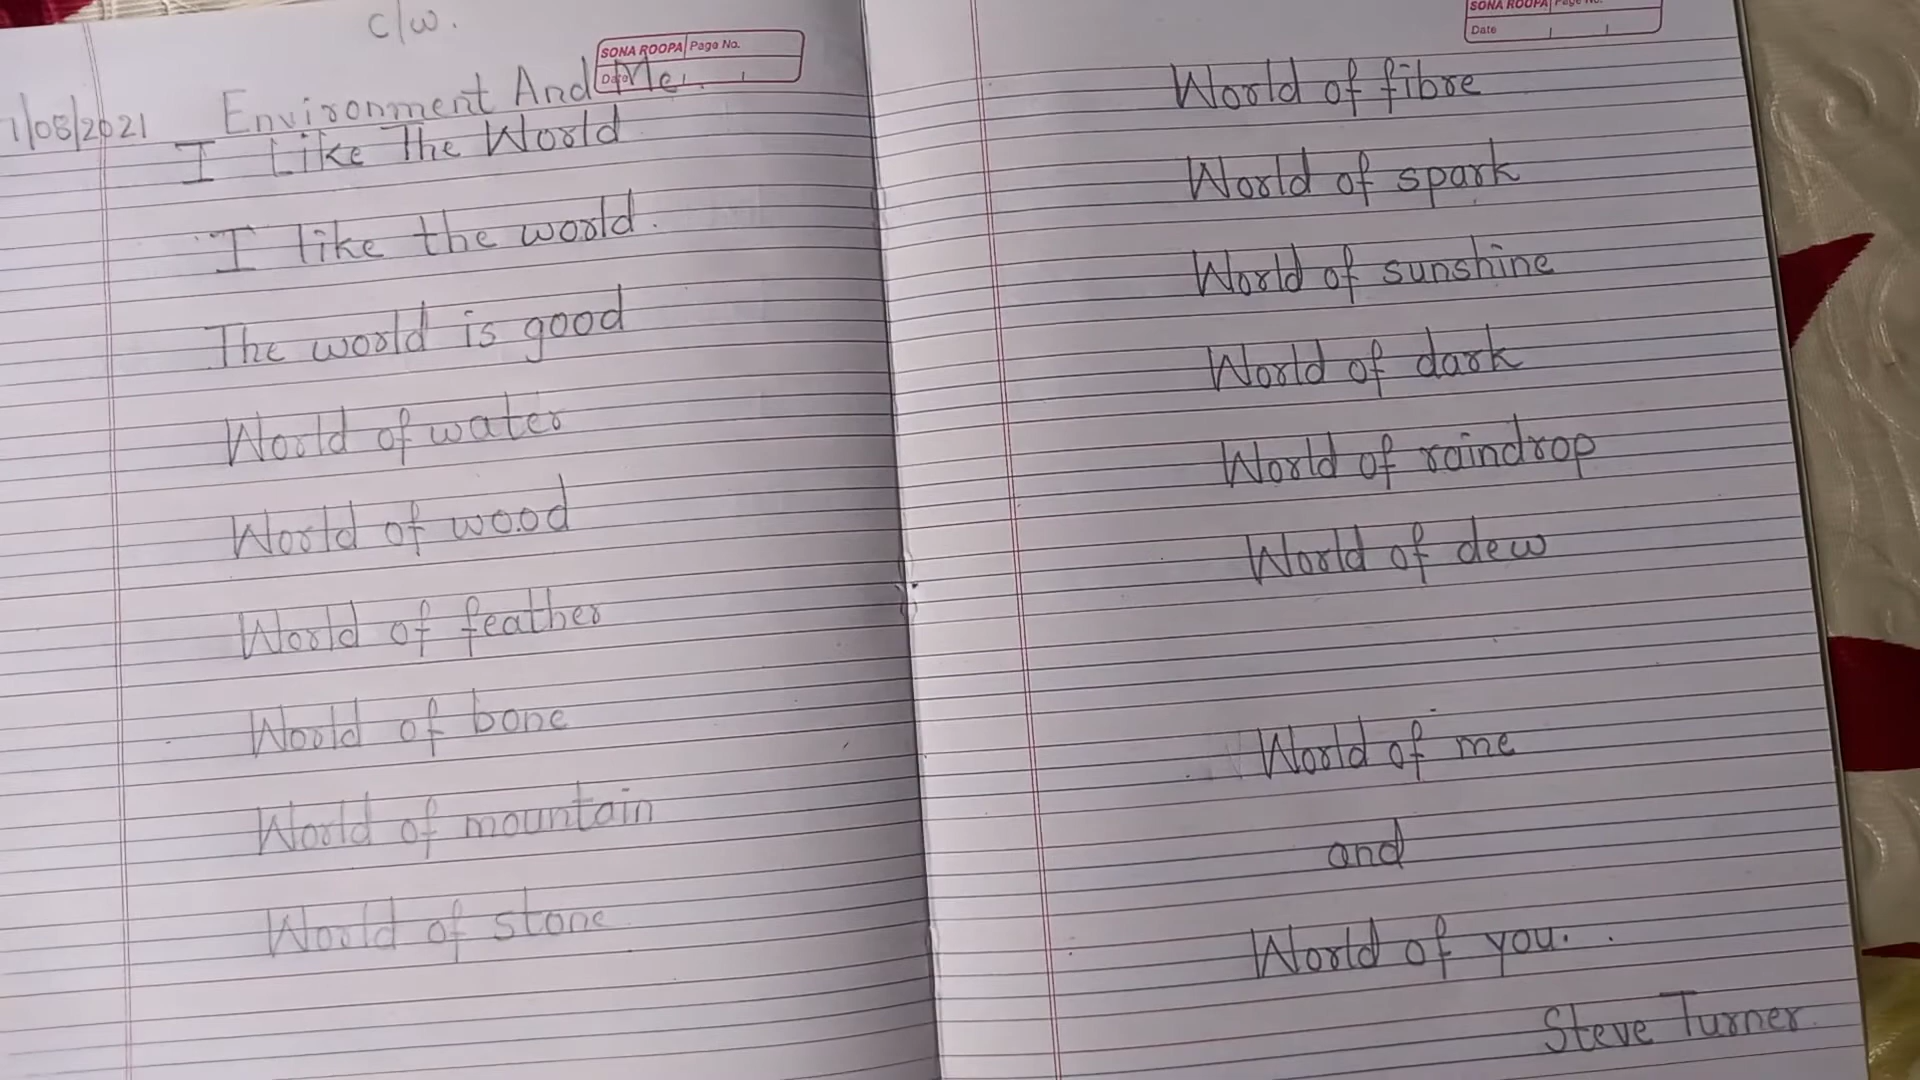 c/w.
SONA ROOPA Page No.
Date
1/08/2021 Environment And Me.
I Like The World
I like the world.
The world is good
World of water
World of wood
World of feather
World of bone
World of mountain
World of stone
SONA ROOPA Page No.
Date
World of fibre
World of spark
World of sunshine
World of dark
World of raindrop
World of dew
World of me
and
World of you.
Steve Turner